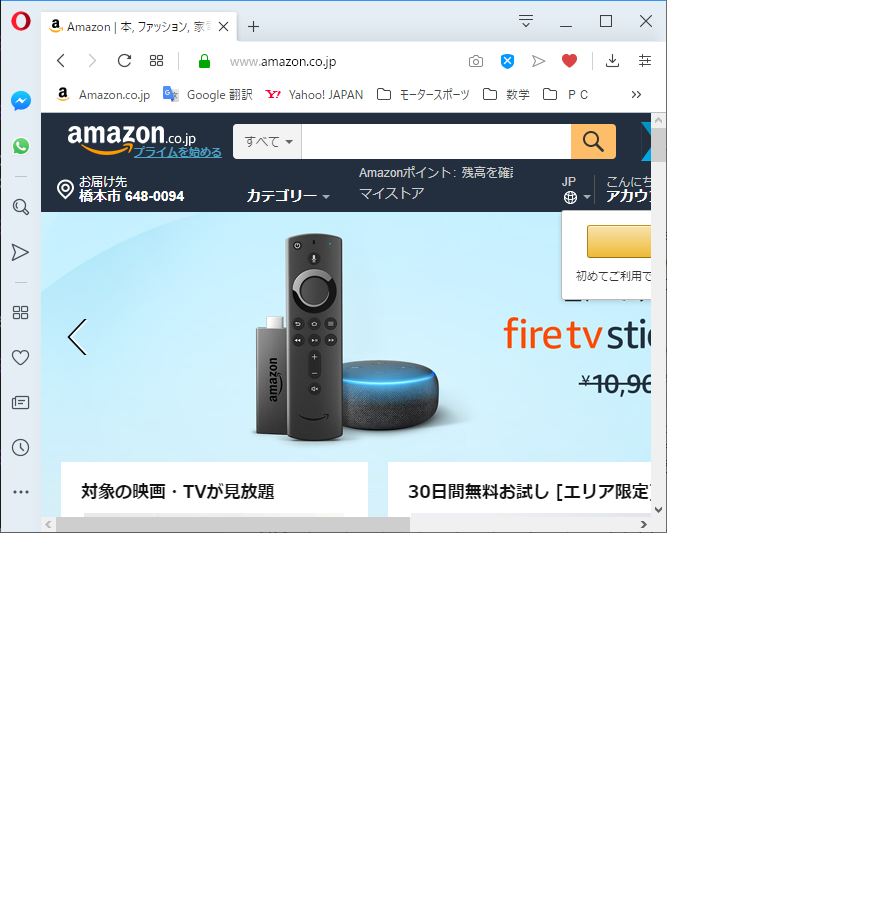 Amazon | 本, ファッション, 家
www.amazon.co.jp
Amazon.co.jp Google 翻訳 Yahoo! JAPAN モータースポーツ 数学 ＰＣ
amazon.co.jp
プライムを始める
すべて
お届け先
橋本市 648-0094
カテゴリー
Amazonポイント: 残高を確認
マイストア
JP
こんにち
アカウ
初めてご利用で
amazon
fire tv stic
¥10,96
対象の映画・TVが見放題
30日間無料お試し [エリア限定]